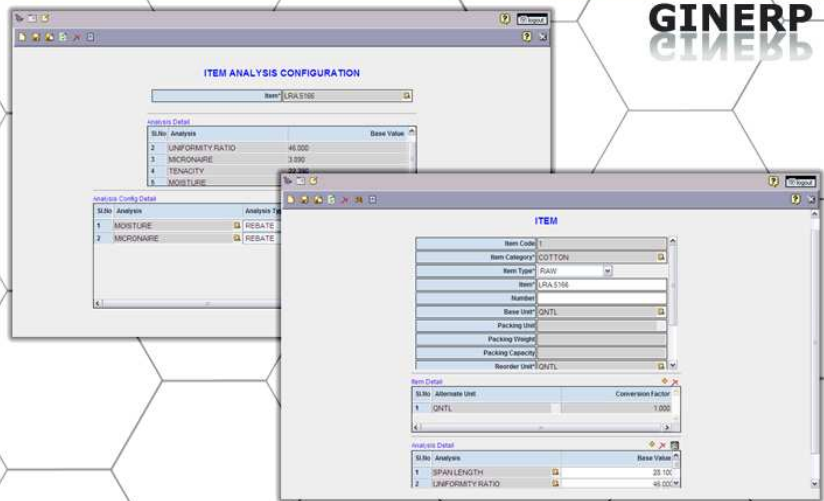 GINERP
logout
ITEM ANALYSIS CONFIGURATION
Item* LRA.5166
Analysis Detail
Sl.No Analysis Base Value
2 UNIFORMITY RATIO 46.000
3 MICRONAIRE 3.090
4 TENACITY
5 MOISTURE
Analysis Config Detail
Sl.No Analysis Analysis Ty
1 MOISTURE REBATE
2 MICRONAIRE REBATE
logout
ITEM
Item Code 1
Item Category* COTTON
Item Type* RAW
Item* LRA.5166
Number
Base Unit* QNTL
Packing Unit
Packing Weight
Packing Capacity
Reorder Unit* QNTL
Item Detail
Sl.No Alternate Unit Conversion Factor
1 QNTL 1.000
Analysis Detail
Sl.No Analysis Base Value
1 SPAN LENGTH
2 UNIFORMITY RATIO